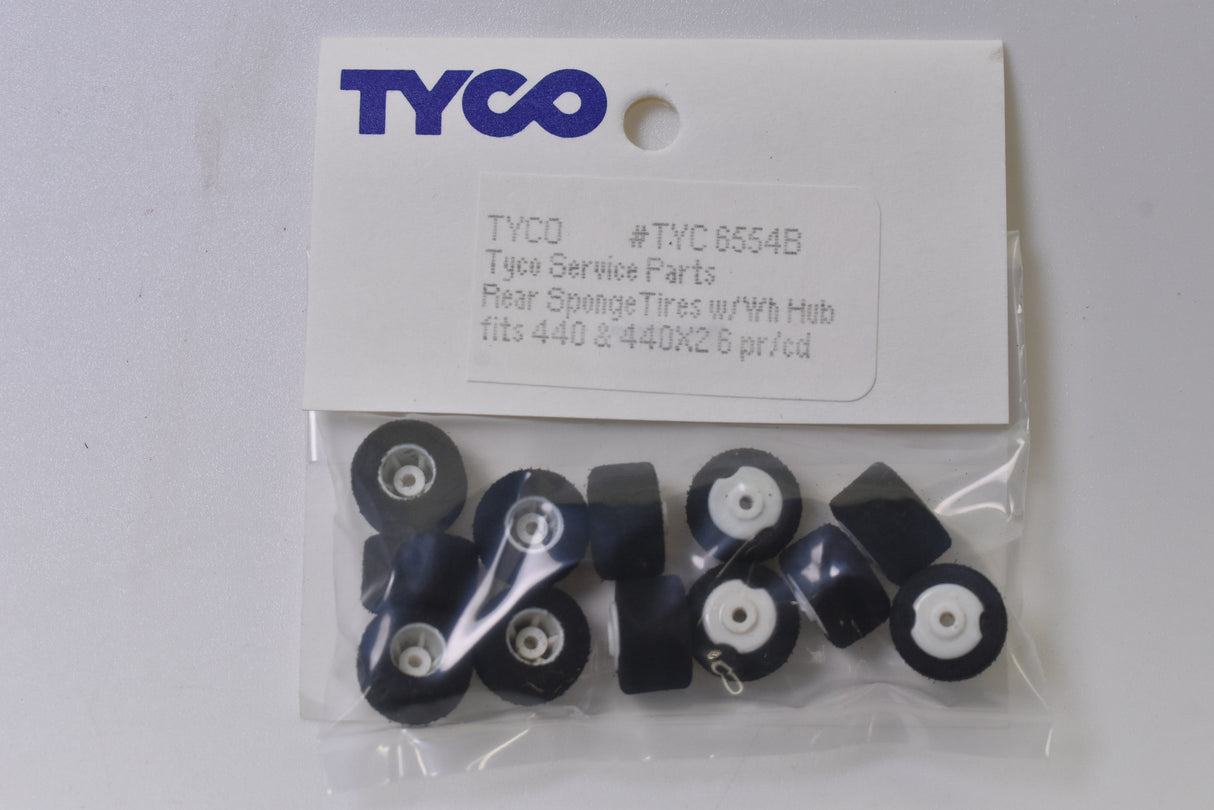 TYCO
TYCO #TYC 6554B
Tyco Service Parts
Rear Sponge Tires w/Wh Hub
fits 440 & 440X2 6 pr/cd